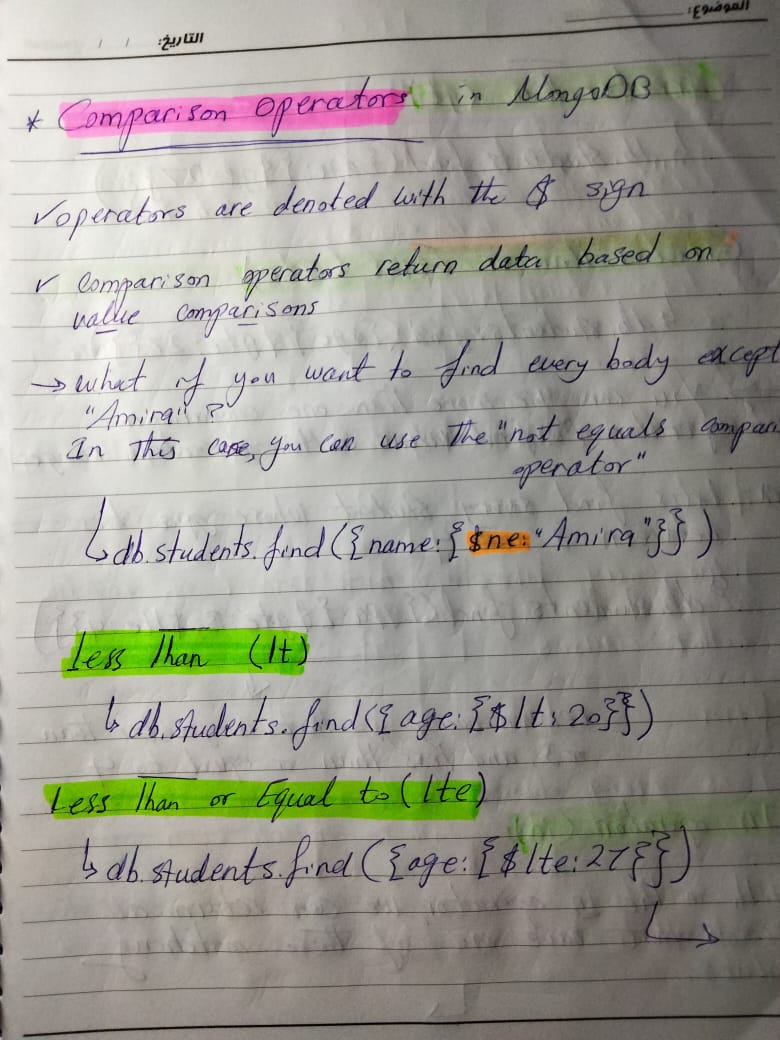 الموضوع:
التاريخ: / /
* Comparison operators in MongoDB
✓ operators are denoted with the $ sign
✓ Comparison operators return data based on
value comparisons
→ what if you want to find every body except
"Amira" ?
In this case, you can use the "not equals compari
operator"
↳ db.students.find({name:{$ne:"Amira"}})
Less Than (lt)
↳ db.students.find({age:{$lt:20}})
Less Than or Equal to (lte)
↳ db.students.find({age:{$lte:27}})